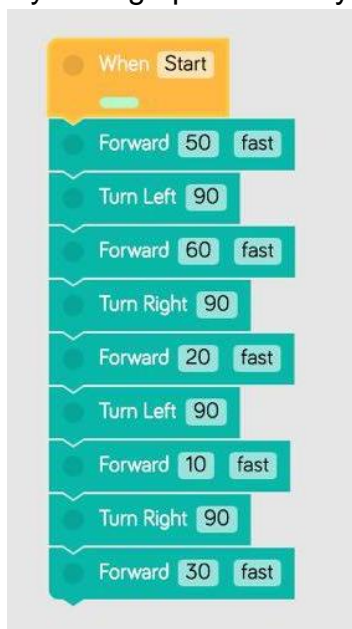 When Start
Forward 50 fast
Turn Left 90
Forward 60 fast
Turn Right 90
Forward 20 fast
Turn Left 90
Forward 10 fast
Turn Right 90
Forward 30 fast